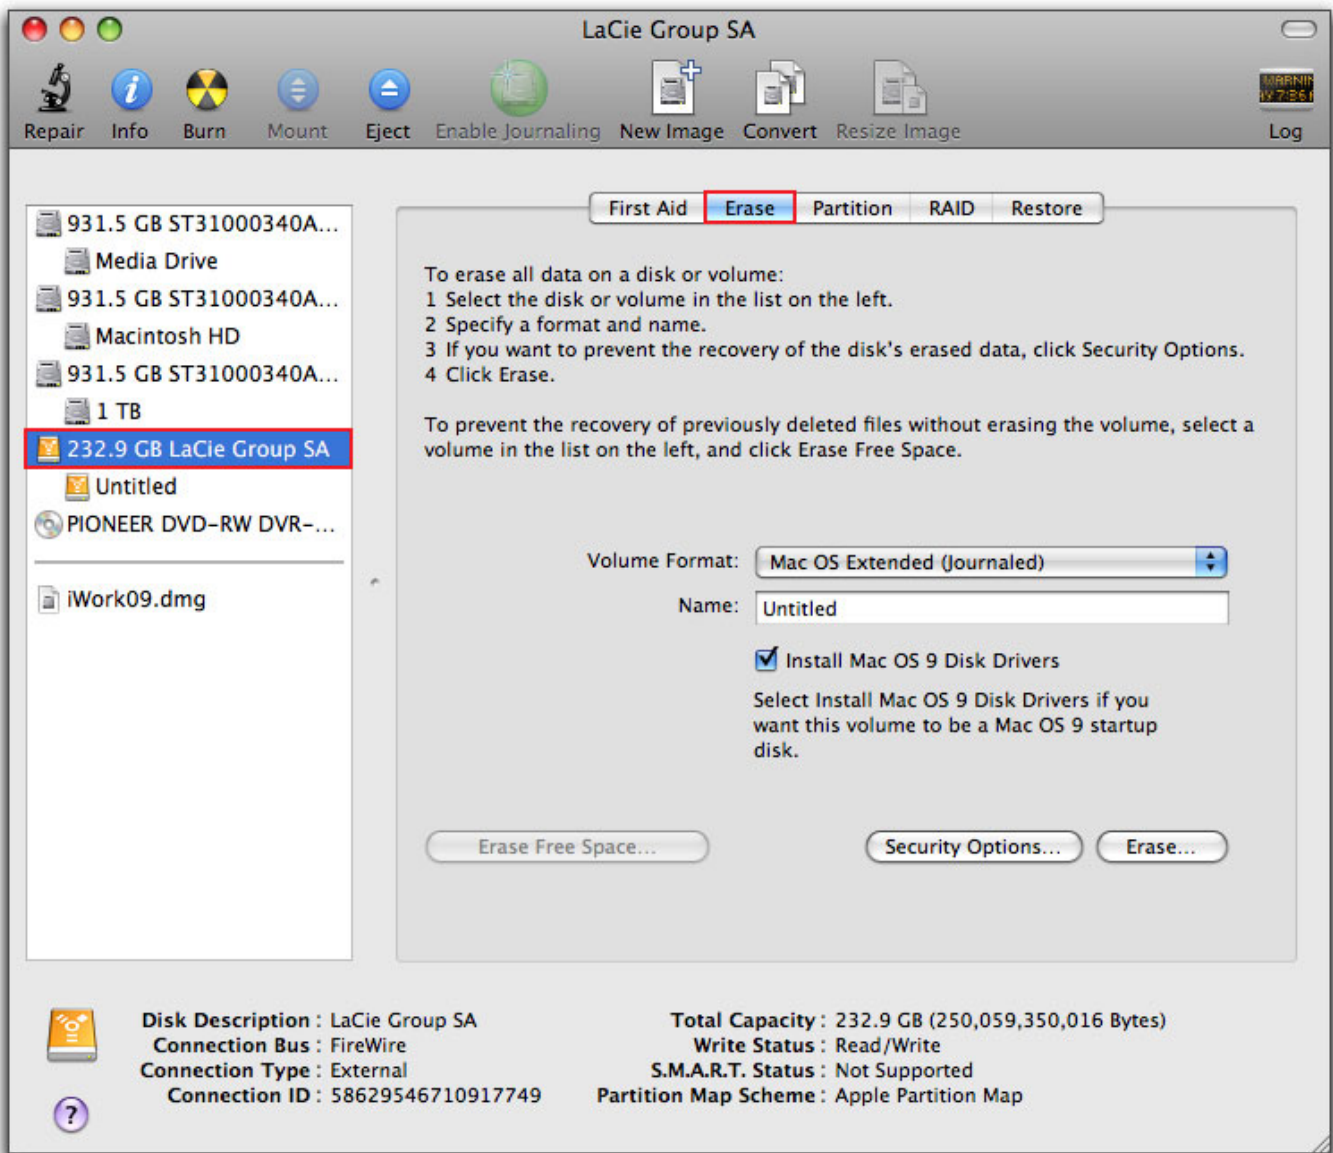 LaCie Group SA
Repair Info Burn Mount Eject Enable Journaling New Image Convert Resize Image Log
931.5 GB ST31000340A...
Media Drive
931.5 GB ST31000340A...
Macintosh HD
931.5 GB ST31000340A...
1 TB
232.9 GB LaCie Group SA
Untitled
PIONEER DVD-RW DVR-...
iWork09.dmg
First Aid Erase Partition RAID Restore
To erase all data on a disk or volume:
1 Select the disk or volume in the list on the left.
2 Specify a format and name.
3 If you want to prevent the recovery of the disk's erased data, click Security Options.
4 Click Erase.
To prevent the recovery of previously deleted files without erasing the volume, select a
volume in the list on the left, and click Erase Free Space.
Volume Format: Mac OS Extended (Journaled)
Name: Untitled
Install Mac OS 9 Disk Drivers
Select Install Mac OS 9 Disk Drivers if you
want this volume to be a Mac OS 9 startup
disk.
Erase Free Space... Security Options... Erase...
Disk Description : LaCie Group SA
Connection Bus : FireWire
Connection Type : External
Connection ID : 58629546710917749
Total Capacity : 232.9 GB (250,059,350,016 Bytes)
Write Status : Read/Write
S.M.A.R.T. Status : Not Supported
Partition Map Scheme : Apple Partition Map
?